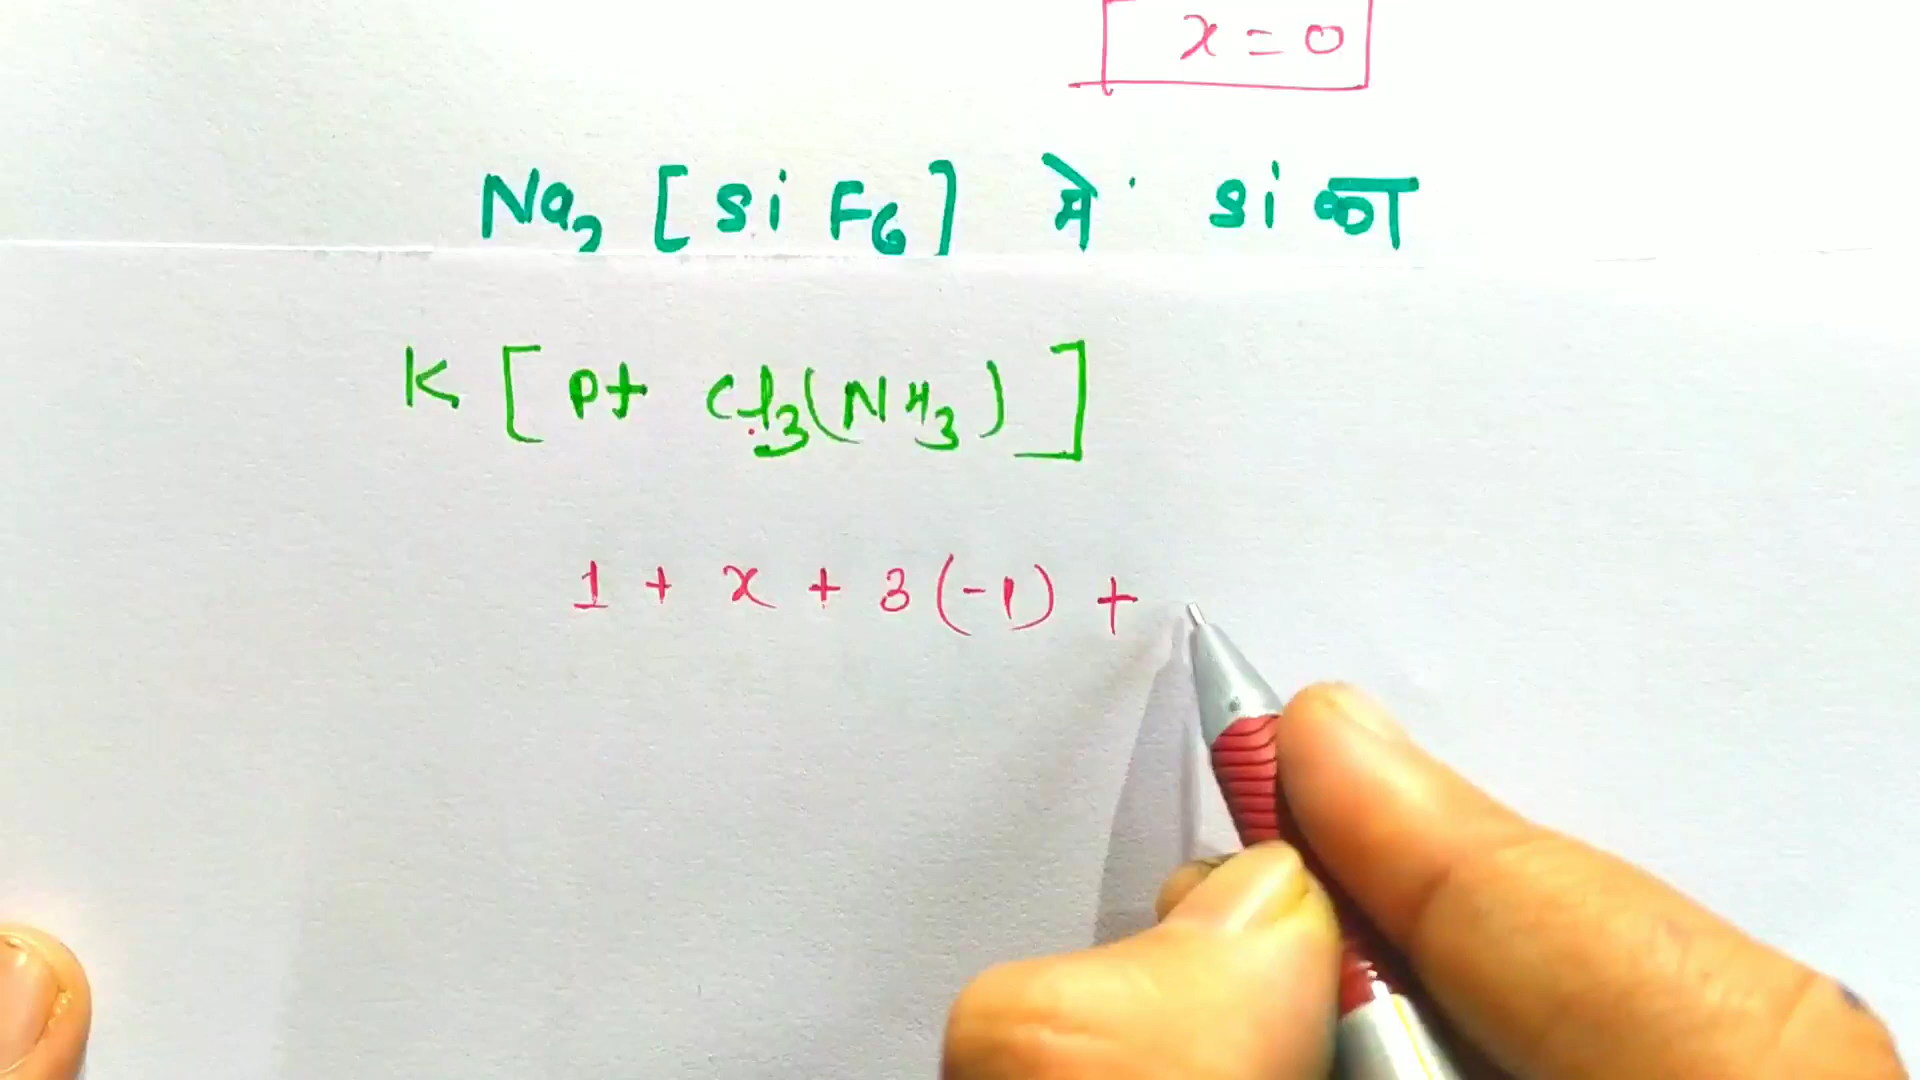 x = 0
Na₂ [si F6] मे si का
K [ Pt Cl₃(NH₃) ]
1 + x + 3 (-1) +